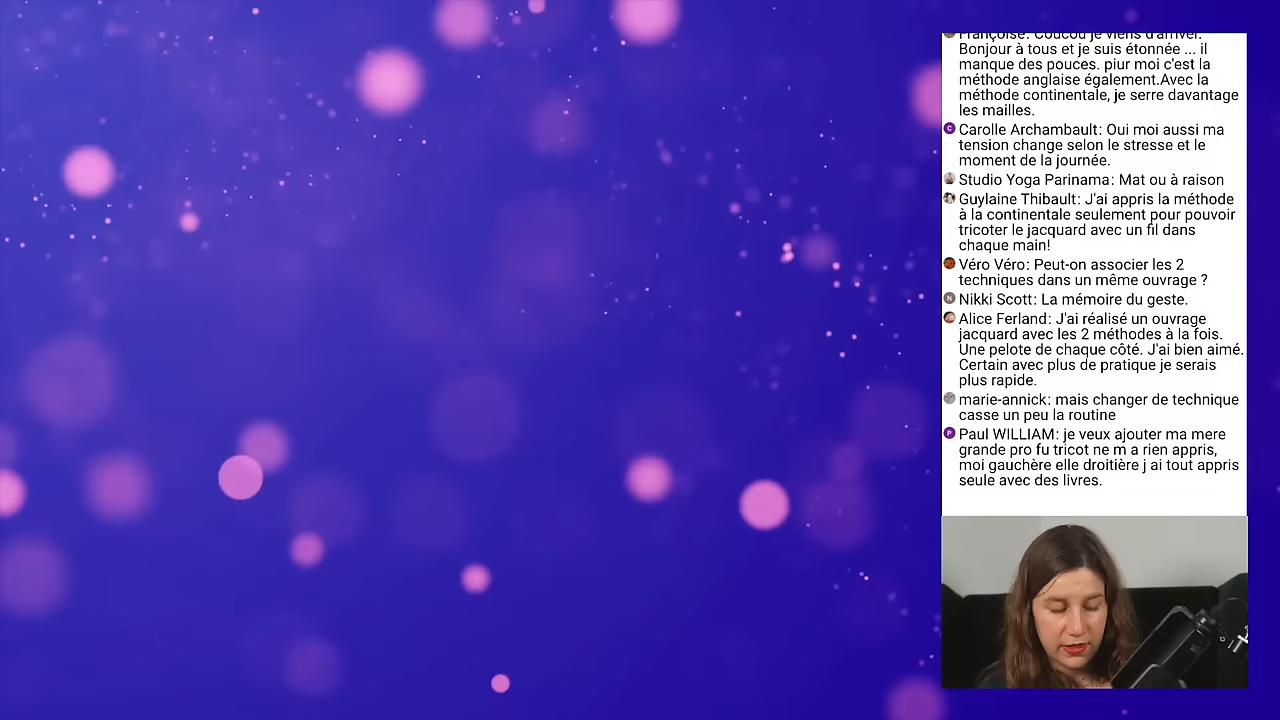 Françoise: Coucou je viens d'arriver.
Bonjour à tous et je suis étonnée ... il
manque des pouces. piur moi c'est la
méthode anglaise également.Avec la
méthode continentale, je serre davantage
les mailles.
Carolle Archambault: Oui moi aussi ma
tension change selon le stresse et le
moment de la journée.
Studio Yoga Parinama: Mat ou à raison
Guylaine Thibault: J'ai appris la méthode
à la continentale seulement pour pouvoir
tricoter le jacquard avec un fil dans
chaque main!
Véro Véro: Peut-on associer les 2
techniques dans un même ouvrage ?
N Nikki Scott: La mémoire du geste.
Alice Ferland: J'ai réalisé un ouvrage
jacquard avec les 2 méthodes à la fois.
Une pelote de chaque côté. J'ai bien aimé.
Certain avec plus de pratique je serais
plus rapide.
marie-annick: mais changer de technique
casse un peu la routine
P Paul WILLIAM: je veux ajouter ma mere
grande pro fu tricot ne m a rien appris,
moi gauchère elle droitière j ai tout appris
seule avec des livres.